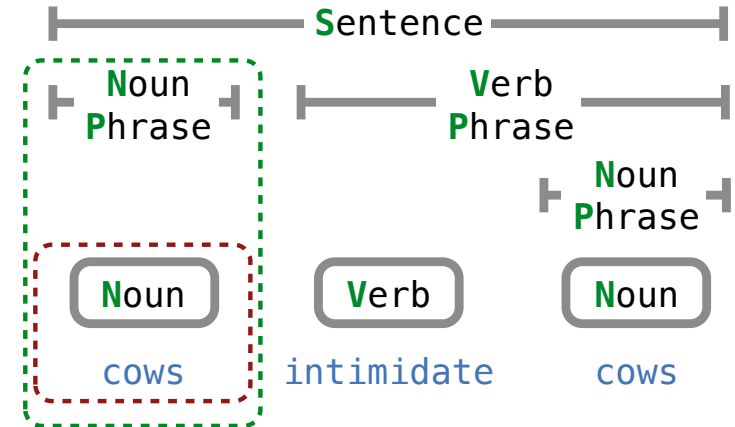 Sentence
Noun Phrase
Verb Phrase
Noun Phrase
Noun Verb Noun
cows intimidate cows